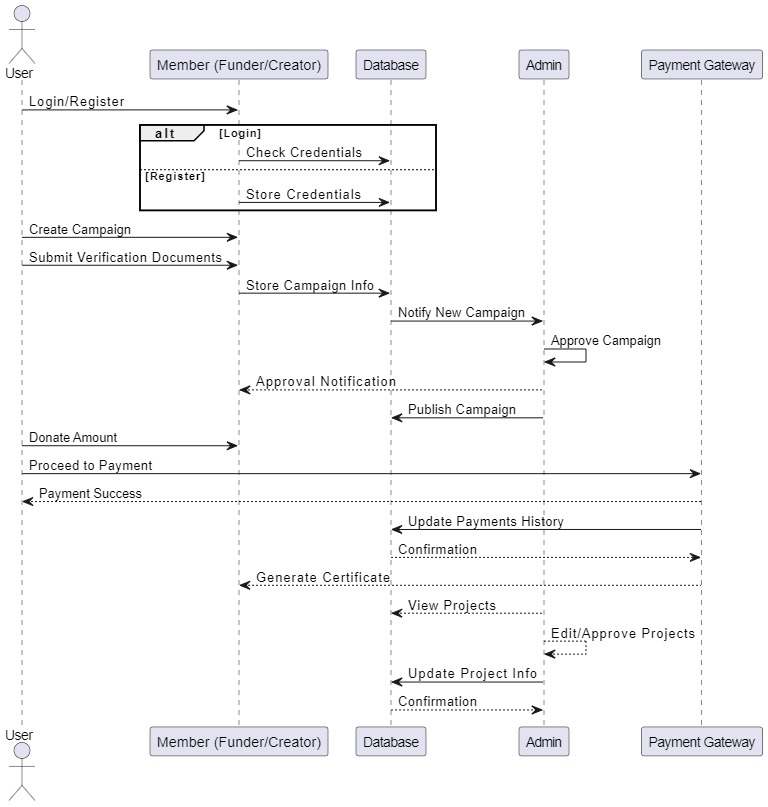 User
Member (Funder/Creator)
Database
Admin
Payment Gateway
Login/Register
alt
[Login]
Check Credentials
[Register]
Store Credentials
Create Campaign
Submit Verification Documents
Store Campaign Info
Notify New Campaign
Approve Campaign
Approval Notification
Publish Campaign
Donate Amount
Proceed to Payment
Payment Success
Update Payments History
Confirmation
Generate Certificate
View Projects
Edit/Approve Projects
Update Project Info
Confirmation
User
Member (Funder/Creator)
Database
Admin
Payment Gateway